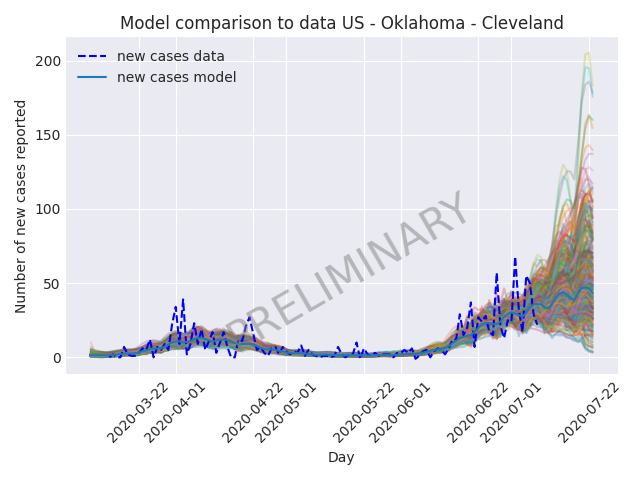 Model comparison to data US - Oklahoma - Cleveland
new cases data
new cases model
200
150
100
50
0
Number of new cases reported
PRELIMINARY
2020-03-22
2020-04-01
2020-04-22
2020-05-01
2020-05-22
2020-06-01
2020-06-22
2020-07-01
2020-07-22
Day